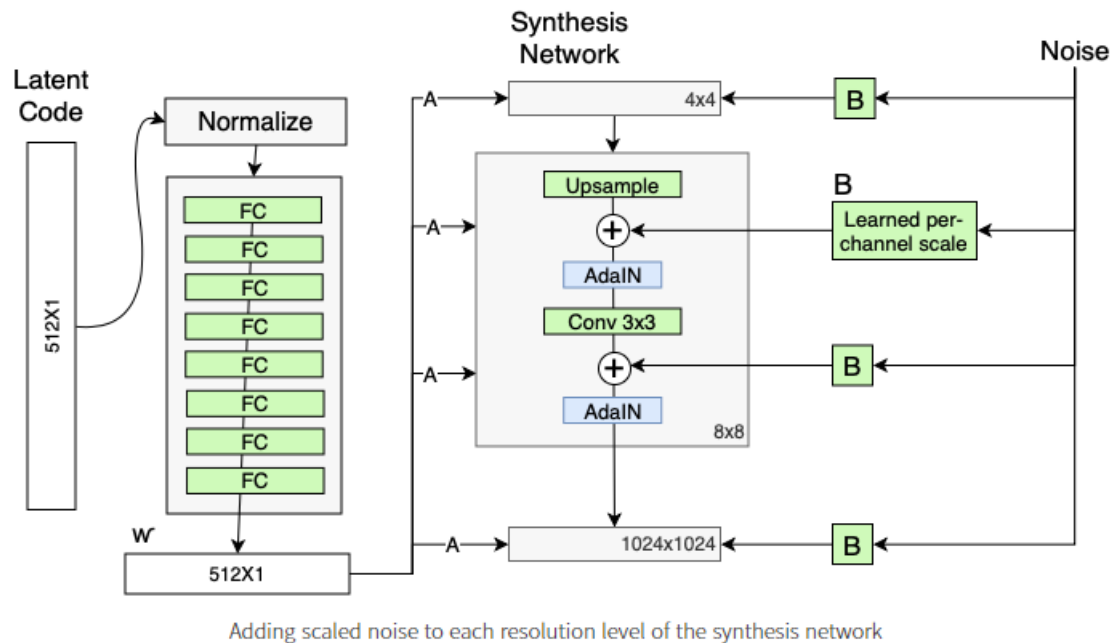 Latent
Code
512X1
Normalize
FC
FC
FC
FC
FC
FC
FC
FC
w
512X1
Synthesis
Network
A
4x4
B
Noise
Upsample
A
B
Learned per-
channel scale
AdaIN
Conv 3x3
A
B
AdaIN
8x8
A
1024x1024
B
Adding scaled noise to each resolution level of the synthesis network